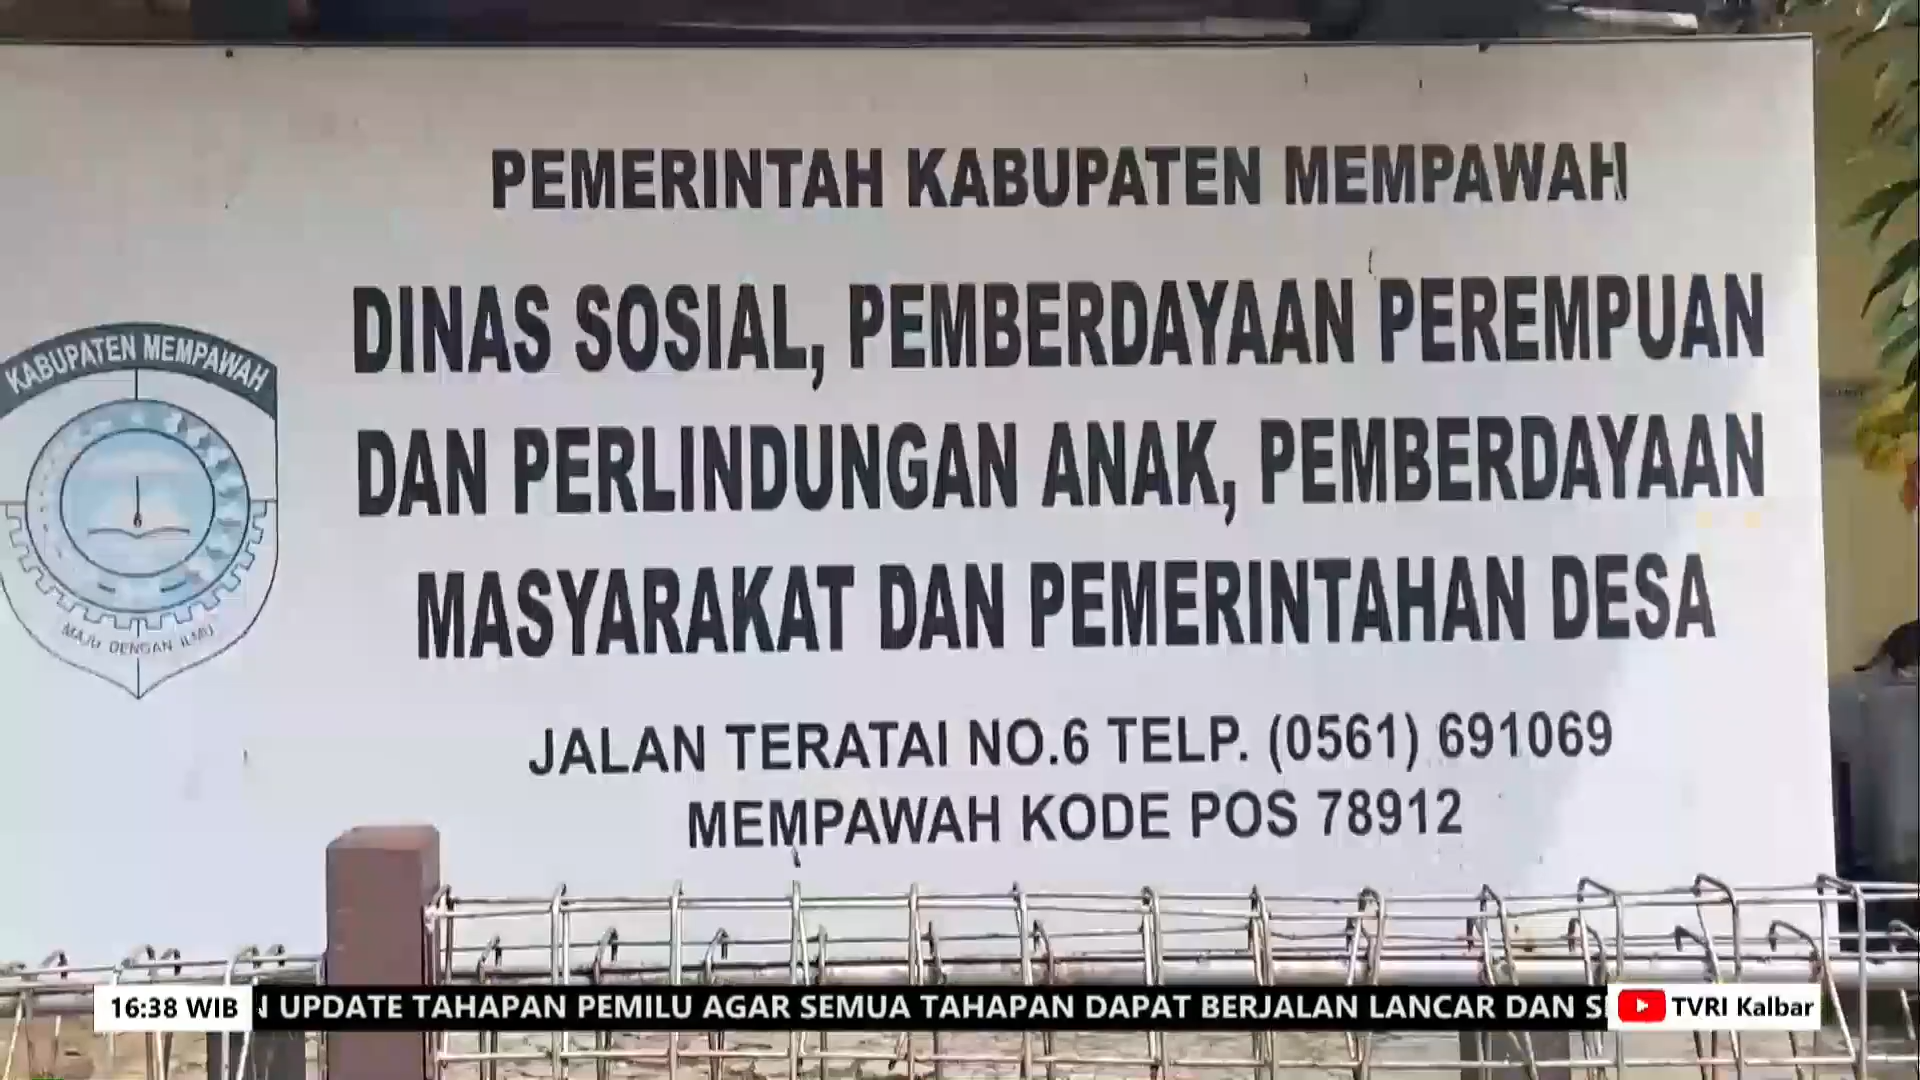 PEMERINTAH KABUPATEN MEMPAWAH
DINAS SOSIAL, PEMBERDAYAAN PEREMPUAN
DAN PERLINDUNGAN ANAK, PEMBERDAYAAN
MASYARAKAT DAN PEMERINTAHAN DESA
JALAN TERATAI NO.6 TELP. (0561) 691069
MEMPAWAH KODE POS 78912
KABUPATEN MEMPAWAH
MAJU DENGAN ILMU
16:38 WIB
UPDATE TAHAPAN PEMILU AGAR SEMUA TAHAPAN DAPAT BERJALAN LANCAR DAN
TVRI Kalbar